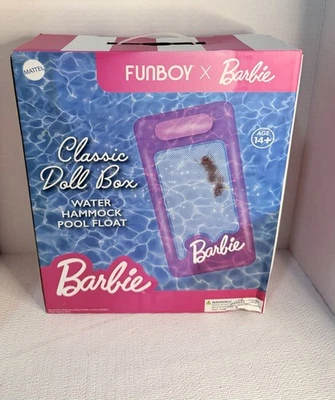 MATTEL
FUNBOY X Barbie
AGE
14+
Classic
Doll Box
WATER
HAMMOCK
POOL FLOAT
Barbie
Barbie